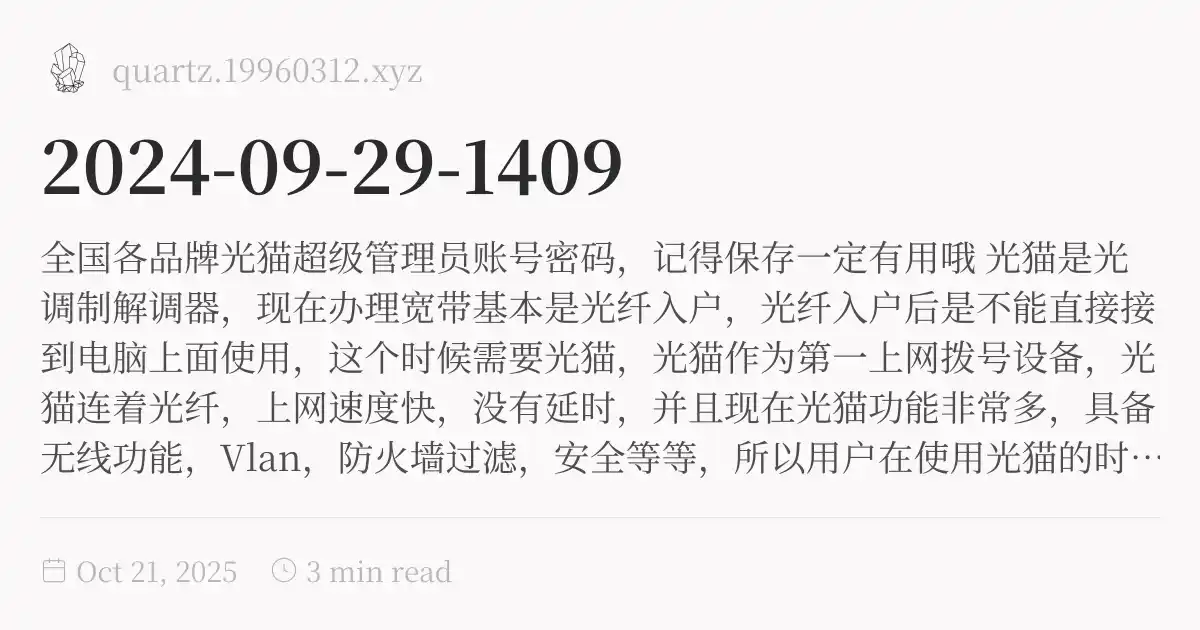 quartz.19960312.xyz
2024-09-29-1409
全国各品牌光猫超级管理员账号密码，记得保存一定有用哦 光猫是光
调制解调器，现在办理宽带基本是光纤入户，光纤入户后是不能直接接
到电脑上面使用，这个时候需要光猫，光猫作为第一上网拨号设备，光
猫连着光纤，上网速度快，没有延时，并且现在光猫功能非常多，具备
无线功能，Vlan，防火墙过滤，安全等等，所以用户在使用光猫的时…
Oct 21, 2025
3 min read